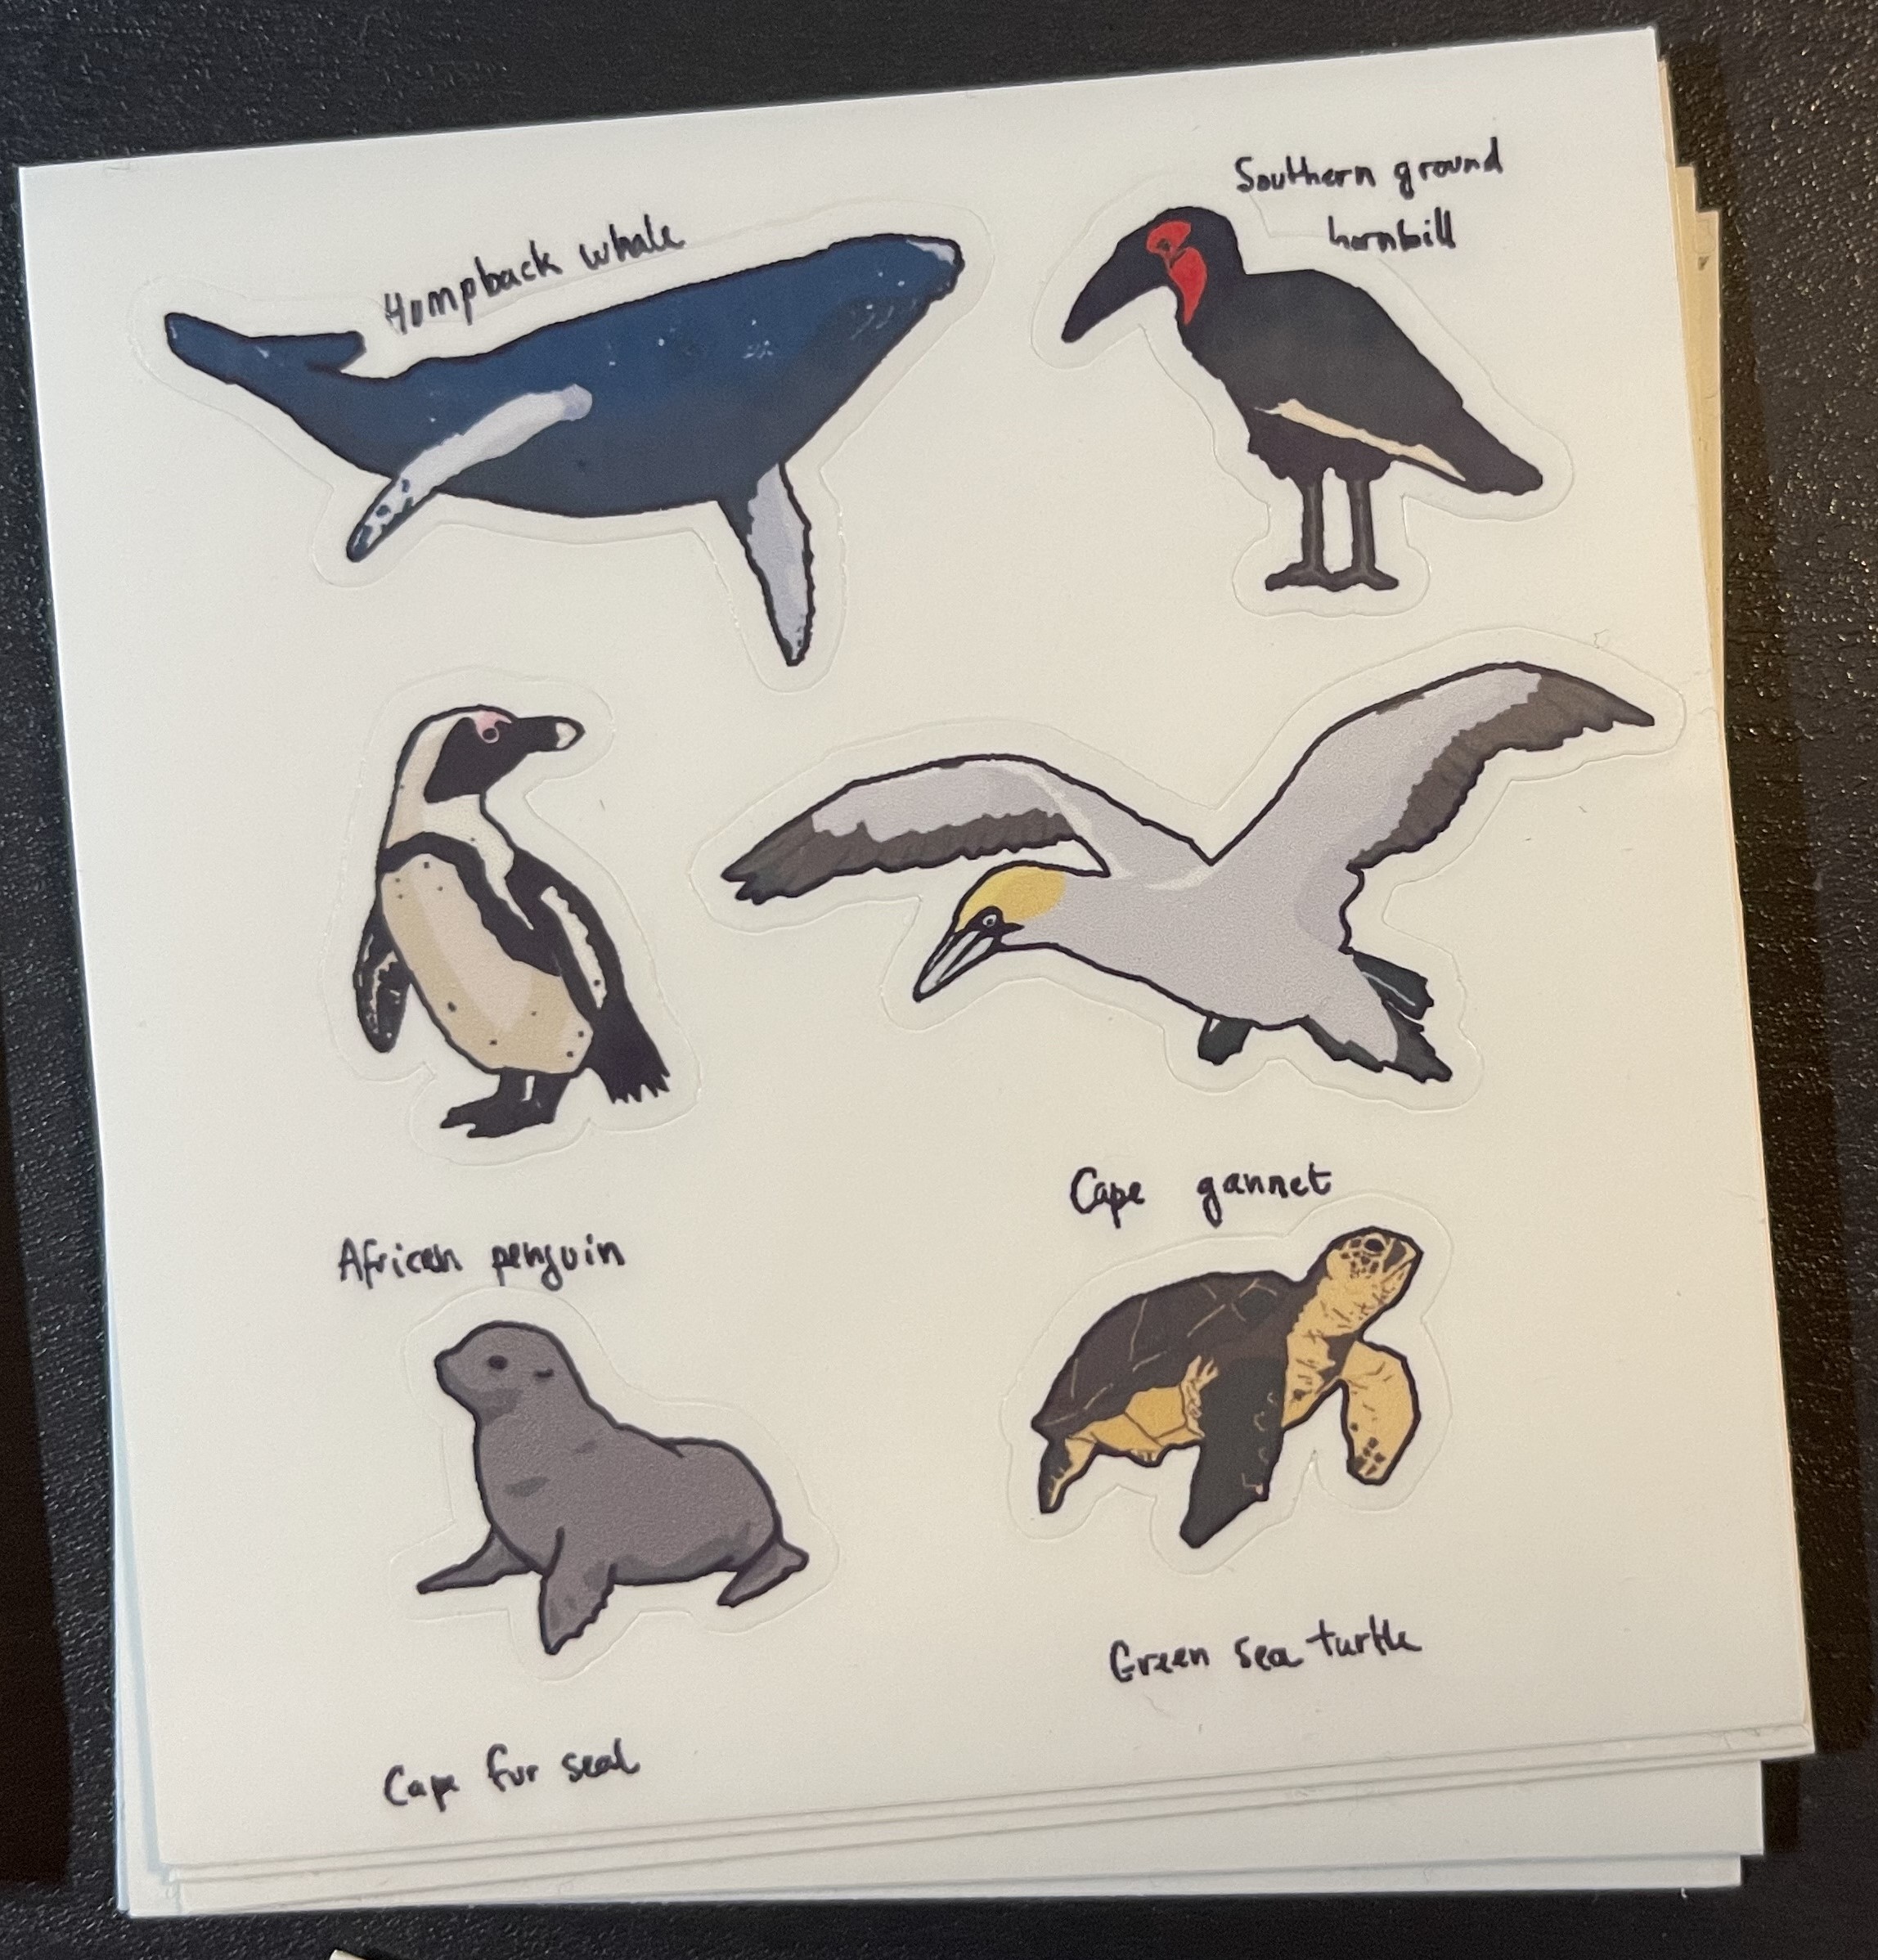 Humpback whale
Southern ground
hornbill
African penguin
Cape gannet
Cape fur seal
Green sea turtle